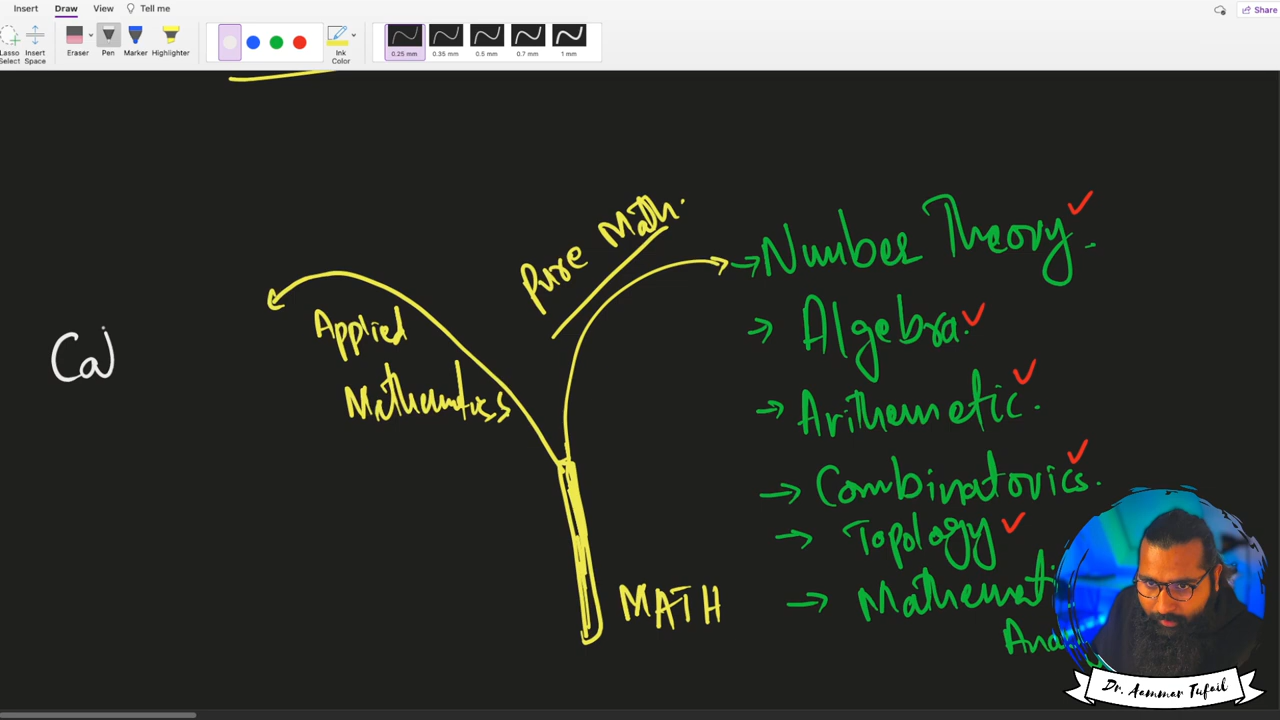 Insert Draw View Tell me
Share
Lasso Select
Insert Space
Eraser
Pen
Marker
Highlighter
Ink Color
0.25 mm
0.35 mm
0.5 mm
0.7 mm
1 mm
Pure Math.
→ Number Theory.
Applied
Mathematics
→ Algebra.
→ Arithemetic.
→ Combinatorics.
→ Topology
→ Mathemati
MATH
Dr. Aammar Tufail